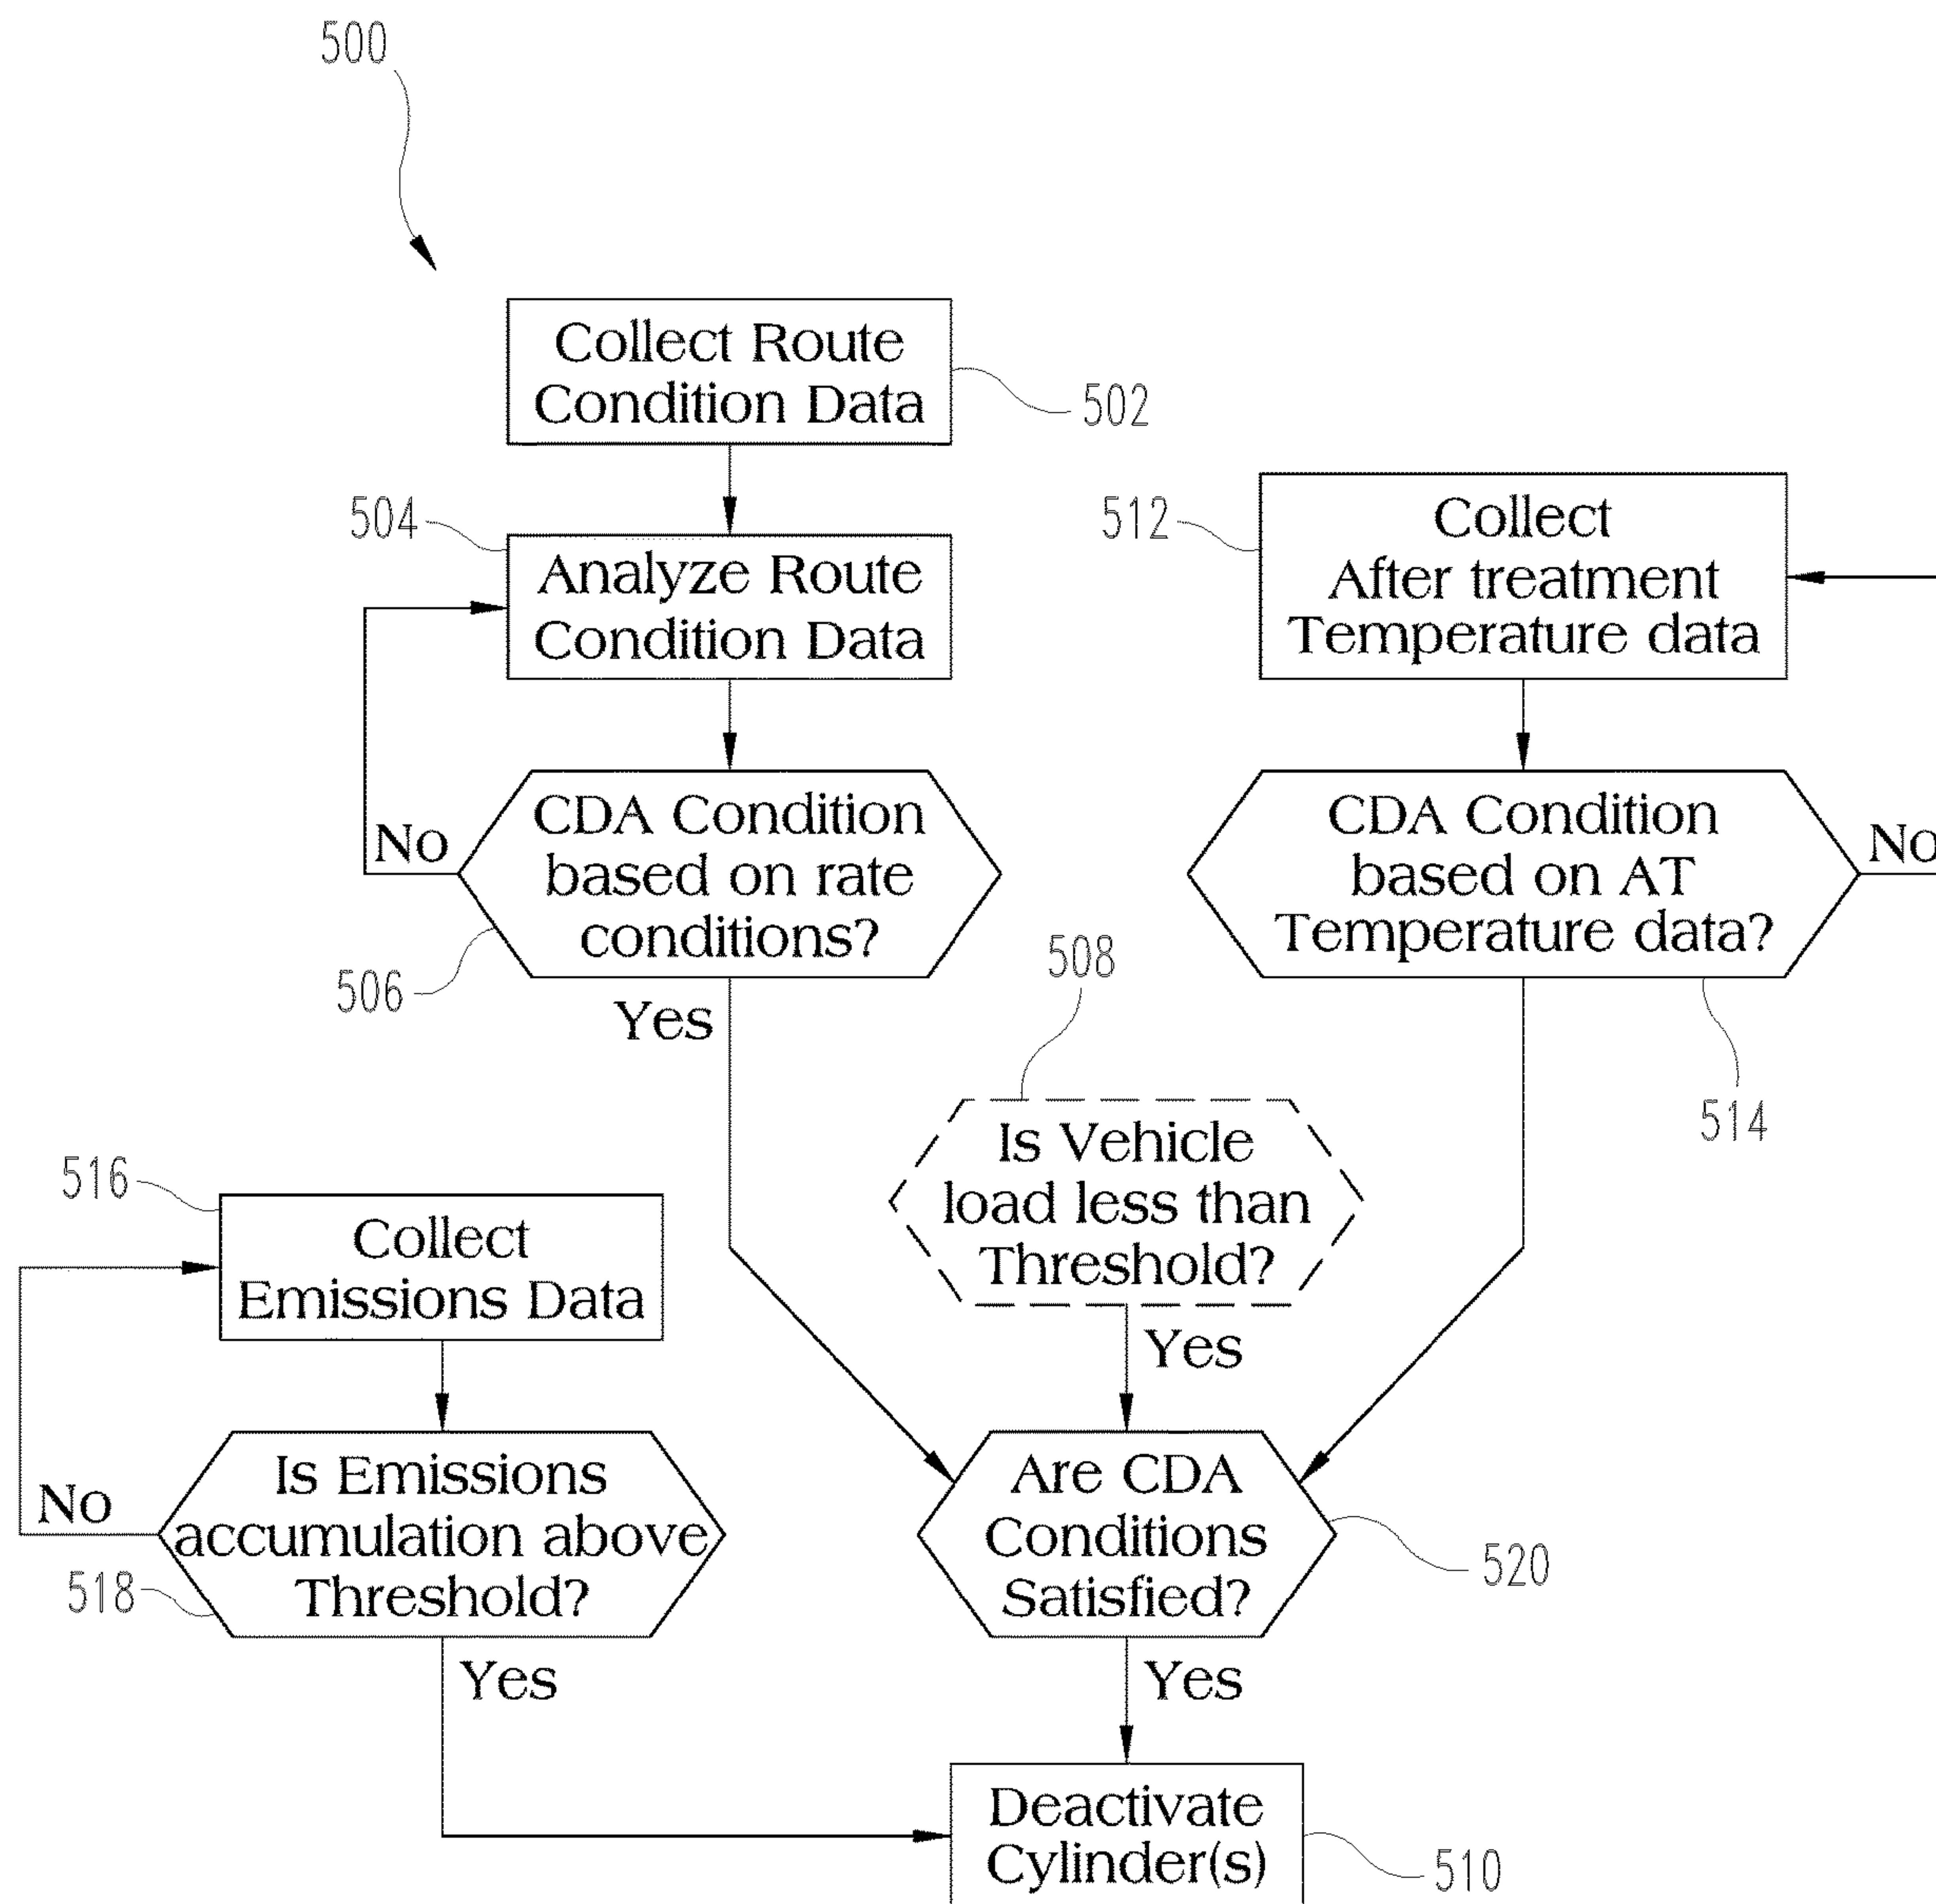 500
Collect Route
Condition Data
502
504
Analyze Route
Condition Data
512
Collect
After treatment
Temperature data
CDA Condition
based on rate
conditions?
No
506
Yes
CDA Condition
based on AT
Temperature data?
No
514
508
Is Vehicle
load less than
Threshold?
Yes
516
Collect
Emissions Data
Is Emissions
accumulation above
Threshold?
No
518
Yes
Are CDA
Conditions
Satisfied?
520
Yes
Deactivate
Cylinder(s)
510